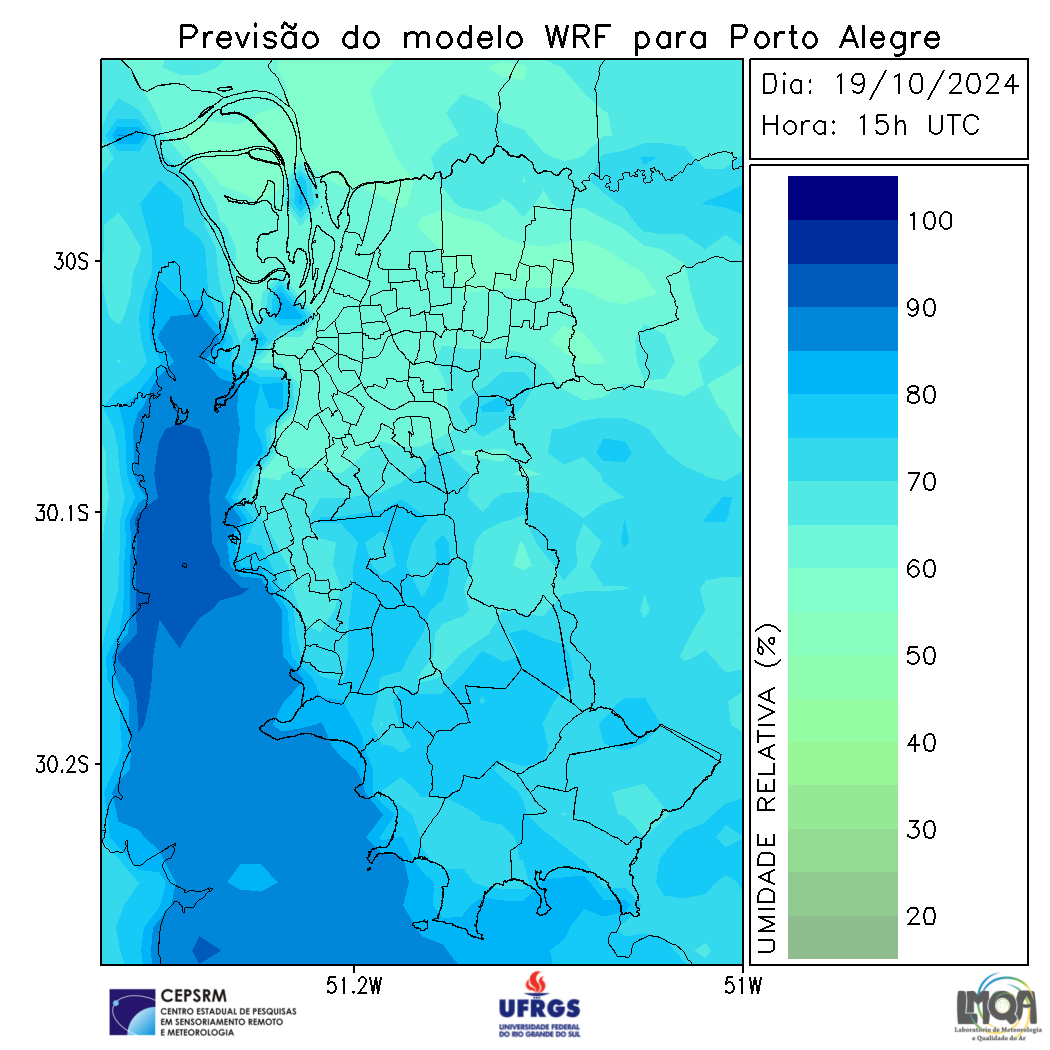 Previsão do modelo WRF para Porto Alegre
Dia: 19/10/2024
Hora: 15h UTC
30S
30.1S
30.2S
51.2W
51W
100
90
80
70
60
50
40
30
20
UMIDADE RELATIVA (%)
CEPSRM
CENTRO ESTADUAL DE PESQUISAS
EM SENSORIAMENTO REMOTO
E METEOROLOGIA
UFRGS
UNIVERSIDADE FEDERAL
DO RIO GRANDE DO SUL
LMQA
Laboratório de Meteorologia
e Qualidade do Ar